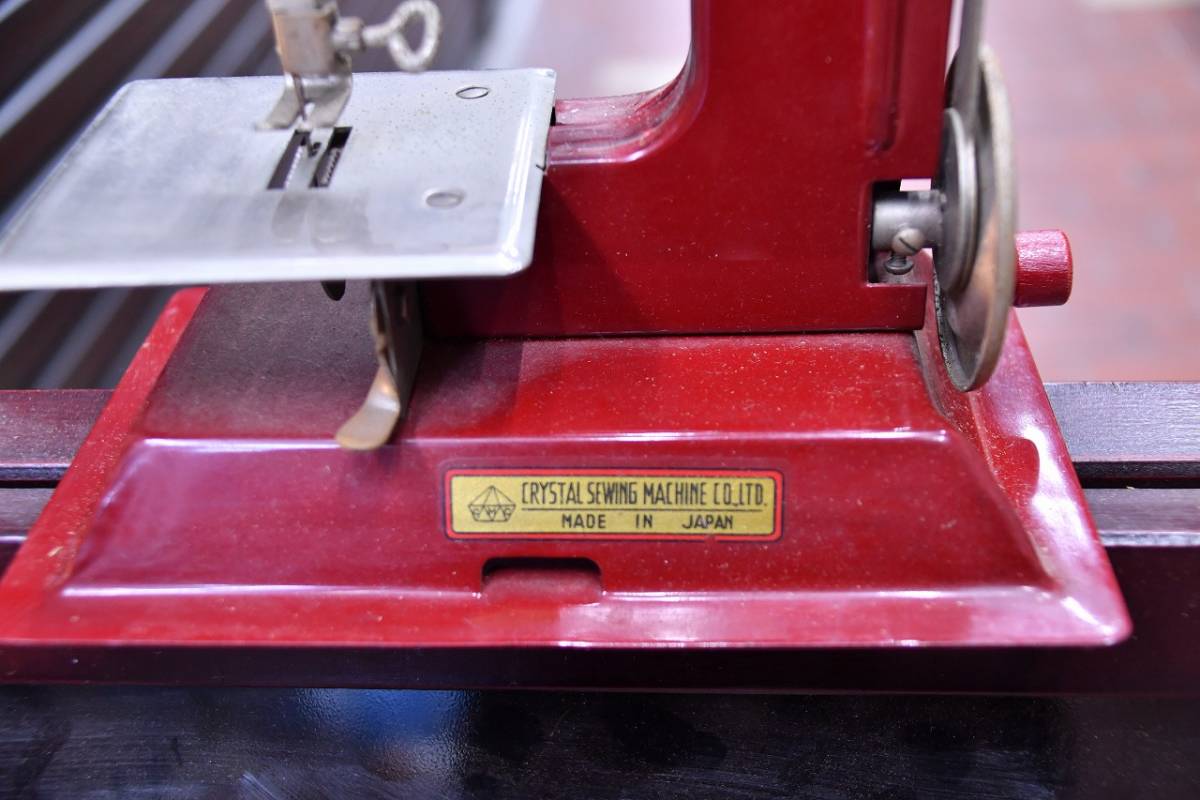 CRYSTAL SEWING MACHINE CO.,LTD.
MADE IN JAPAN